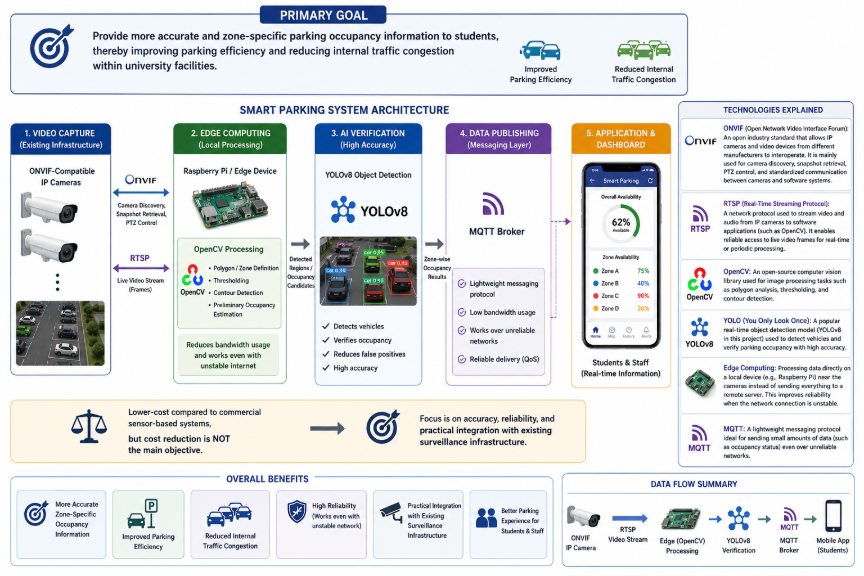 PRIMARY GOAL
Provide more accurate and zone-specific parking occupancy information to students,
thereby improving parking efficiency and reducing internal traffic congestion
within university facilities.
Improved
Parking Efficiency
Reduced Internal
Traffic Congestion
SMART PARKING SYSTEM ARCHITECTURE
1. VIDEO CAPTURE
(Existing Infrastructure)
ONVIF-Compatible
IP Cameras
ONVIF
Camera Discovery,
Snapshot Retrieval,
PTZ Control
RTSP
Live Video Stream
(Frames)
2. EDGE COMPUTING
(Local Processing)
Raspberry Pi / Edge Device
OpenCV Processing
OpenCV
• Polygon / Zone Definition
• Thresholding
• Contour Detection
• Preliminary Occupancy
Estimation
Reduces bandwidth usage
and works even with
unstable internet
Detected
Regions /
Occupancy
Candidates
3. AI VERIFICATION
(High Accuracy)
YOLOv8 Object Detection
YOLOv8
✓ Detects vehicles
✓ Verifies occupancy
✓ Reduces false positives
✓ High accuracy
Zone-wise
Occupancy
Results
4. DATA PUBLISHING
(Messaging Layer)
MQTT Broker
Lightweight messaging
protocol
Low bandwidth usage
Works over unreliable
networks
Reliable delivery (QoS)
5. APPLICATION &
DASHBOARD
Smart Parking
Overall Availability
62%
Available
Zone Availability
Zone A 75%
Zone B 40%
Zone C 90%
Zone D 20%
Home Map History Alerts
Students & Staff
(Real-time Information)
TECHNOLOGIES EXPLAINED
ONVIF
ONVIF (Open Network Video Interface Forum):
An open industry standard that allows IP
cameras and video devices from different
manufacturers to interoperate. It is mainly
used for camera discovery, snapshot retrieval,
PTZ control, and standardized communication
between cameras and software systems.
RTSP
RTSP (Real-Time Streaming Protocol):
A network protocol used to stream video and
audio from IP cameras to software
applications (such as OpenCV). It enables
reliable access to live video frames for real-time
or periodic processing.
OpenCV
OpenCV: An open-source computer vision
library used for image processing tasks such
as polygon analysis, thresholding, and
contour detection.
YOLOv8
YOLO (You Only Look Once): A popular
real-time object detection model (YOLOv8
in this project) used to detect vehicles and
verify parking occupancy with high accuracy.
Edge Computing: Processing data directly on
a local device (e.g., Raspberry Pi) near the
cameras instead of sending everything to a
remote server. This improves reliability
when the network connection is unstable.
MQTT
MQTT: A lightweight messaging protocol
ideal for sending small amounts of data (such
as occupancy status) even over unreliable
networks.
Lower-cost compared to commercial
sensor-based systems,
but cost reduction is NOT
the main objective.
Focus is on accuracy, reliability, and
practical integration with existing
surveillance infrastructure.
OVERALL BENEFITS
More Accurate
Zone-Specific
Occupancy
Information
Improved Parking
Efficiency
Reduced Internal
Traffic Congestion
High Reliability
(Works even with
unstable network)
Practical Integration
with Existing
Surveillance
Infrastructure
Better Parking
Experience for
Students & Staff
DATA FLOW SUMMARY
ONVIF
IP Camera
RTSP
Video Stream
Edge (OpenCV)
Processing
YOLOv8
Verification
MQTT
MQTT
Broker
Mobile App
(Students)